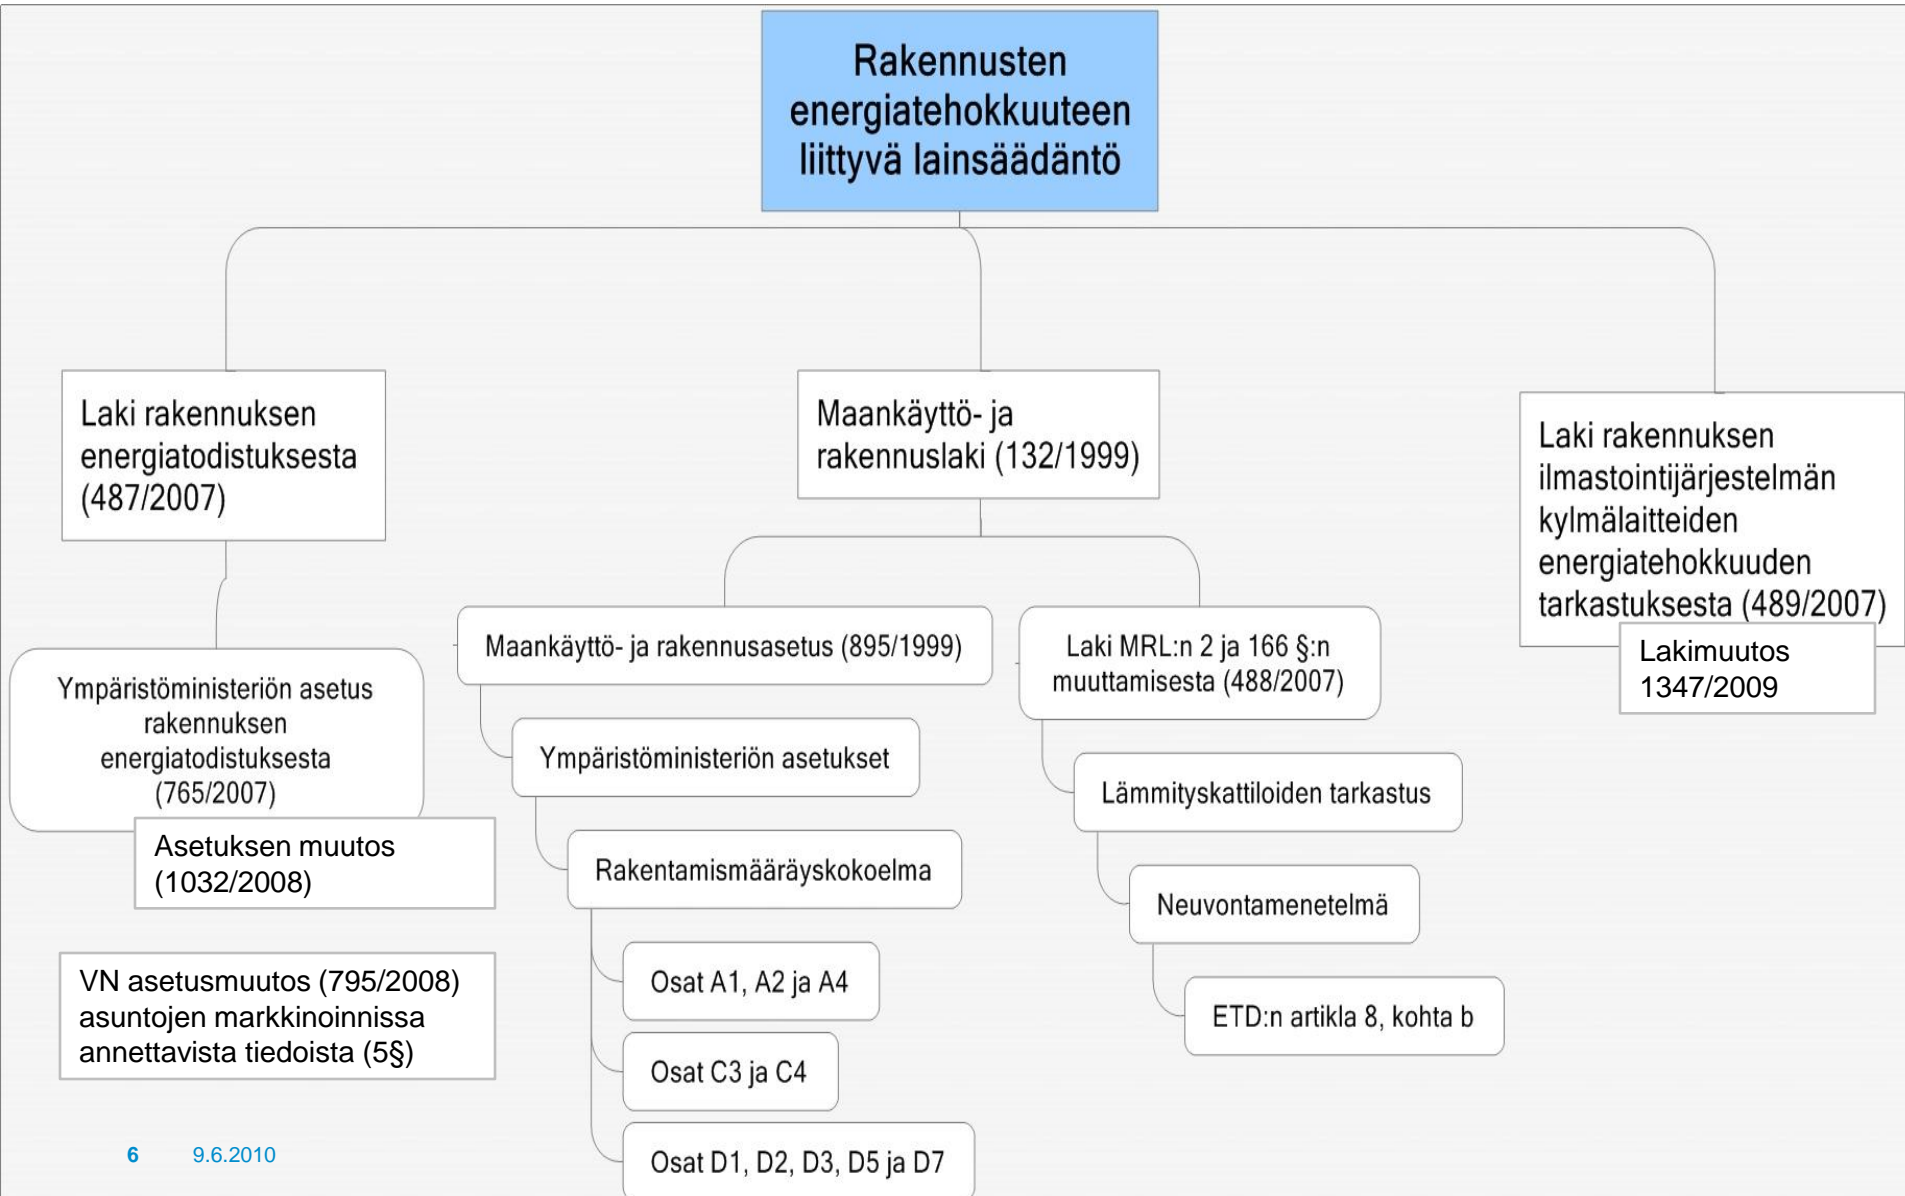 Rakennusten
energiatehokkuuteen
liittyvä lainsäädäntö
Laki rakennuksen
energiatodistuksesta
(487/2007)
Ympäristöministeriön asetus
rakennuksen
energiatodistuksesta
(765/2007)
Asetuksen muutos
(1032/2008)
VN asetusmuutos (795/2008)
asuntojen markkinoinnissa
annettavista tiedoista (5§)
Maankäyttö- ja
rakennuslaki (132/1999)
Maankäyttö- ja rakennusasetus (895/1999)
Ympäristöministeriön asetukset
Rakentamismääräyskokoelma
Osat A1, A2 ja A4
Osat C3 ja C4
Osat D1, D2, D3, D5 ja D7
Laki MRL:n 2 ja 166 §:n
muuttamisesta (488/2007)
Lämmityskattiloiden tarkastus
Neuvontamenetelmä
ETD:n artikla 8, kohta b
Laki rakennuksen
ilmastointijärjestelmän
kylmälaitteiden
energiatehokkuuden
tarkastuksesta (489/2007)
Lakimuutos
1347/2009
6 9.6.2010